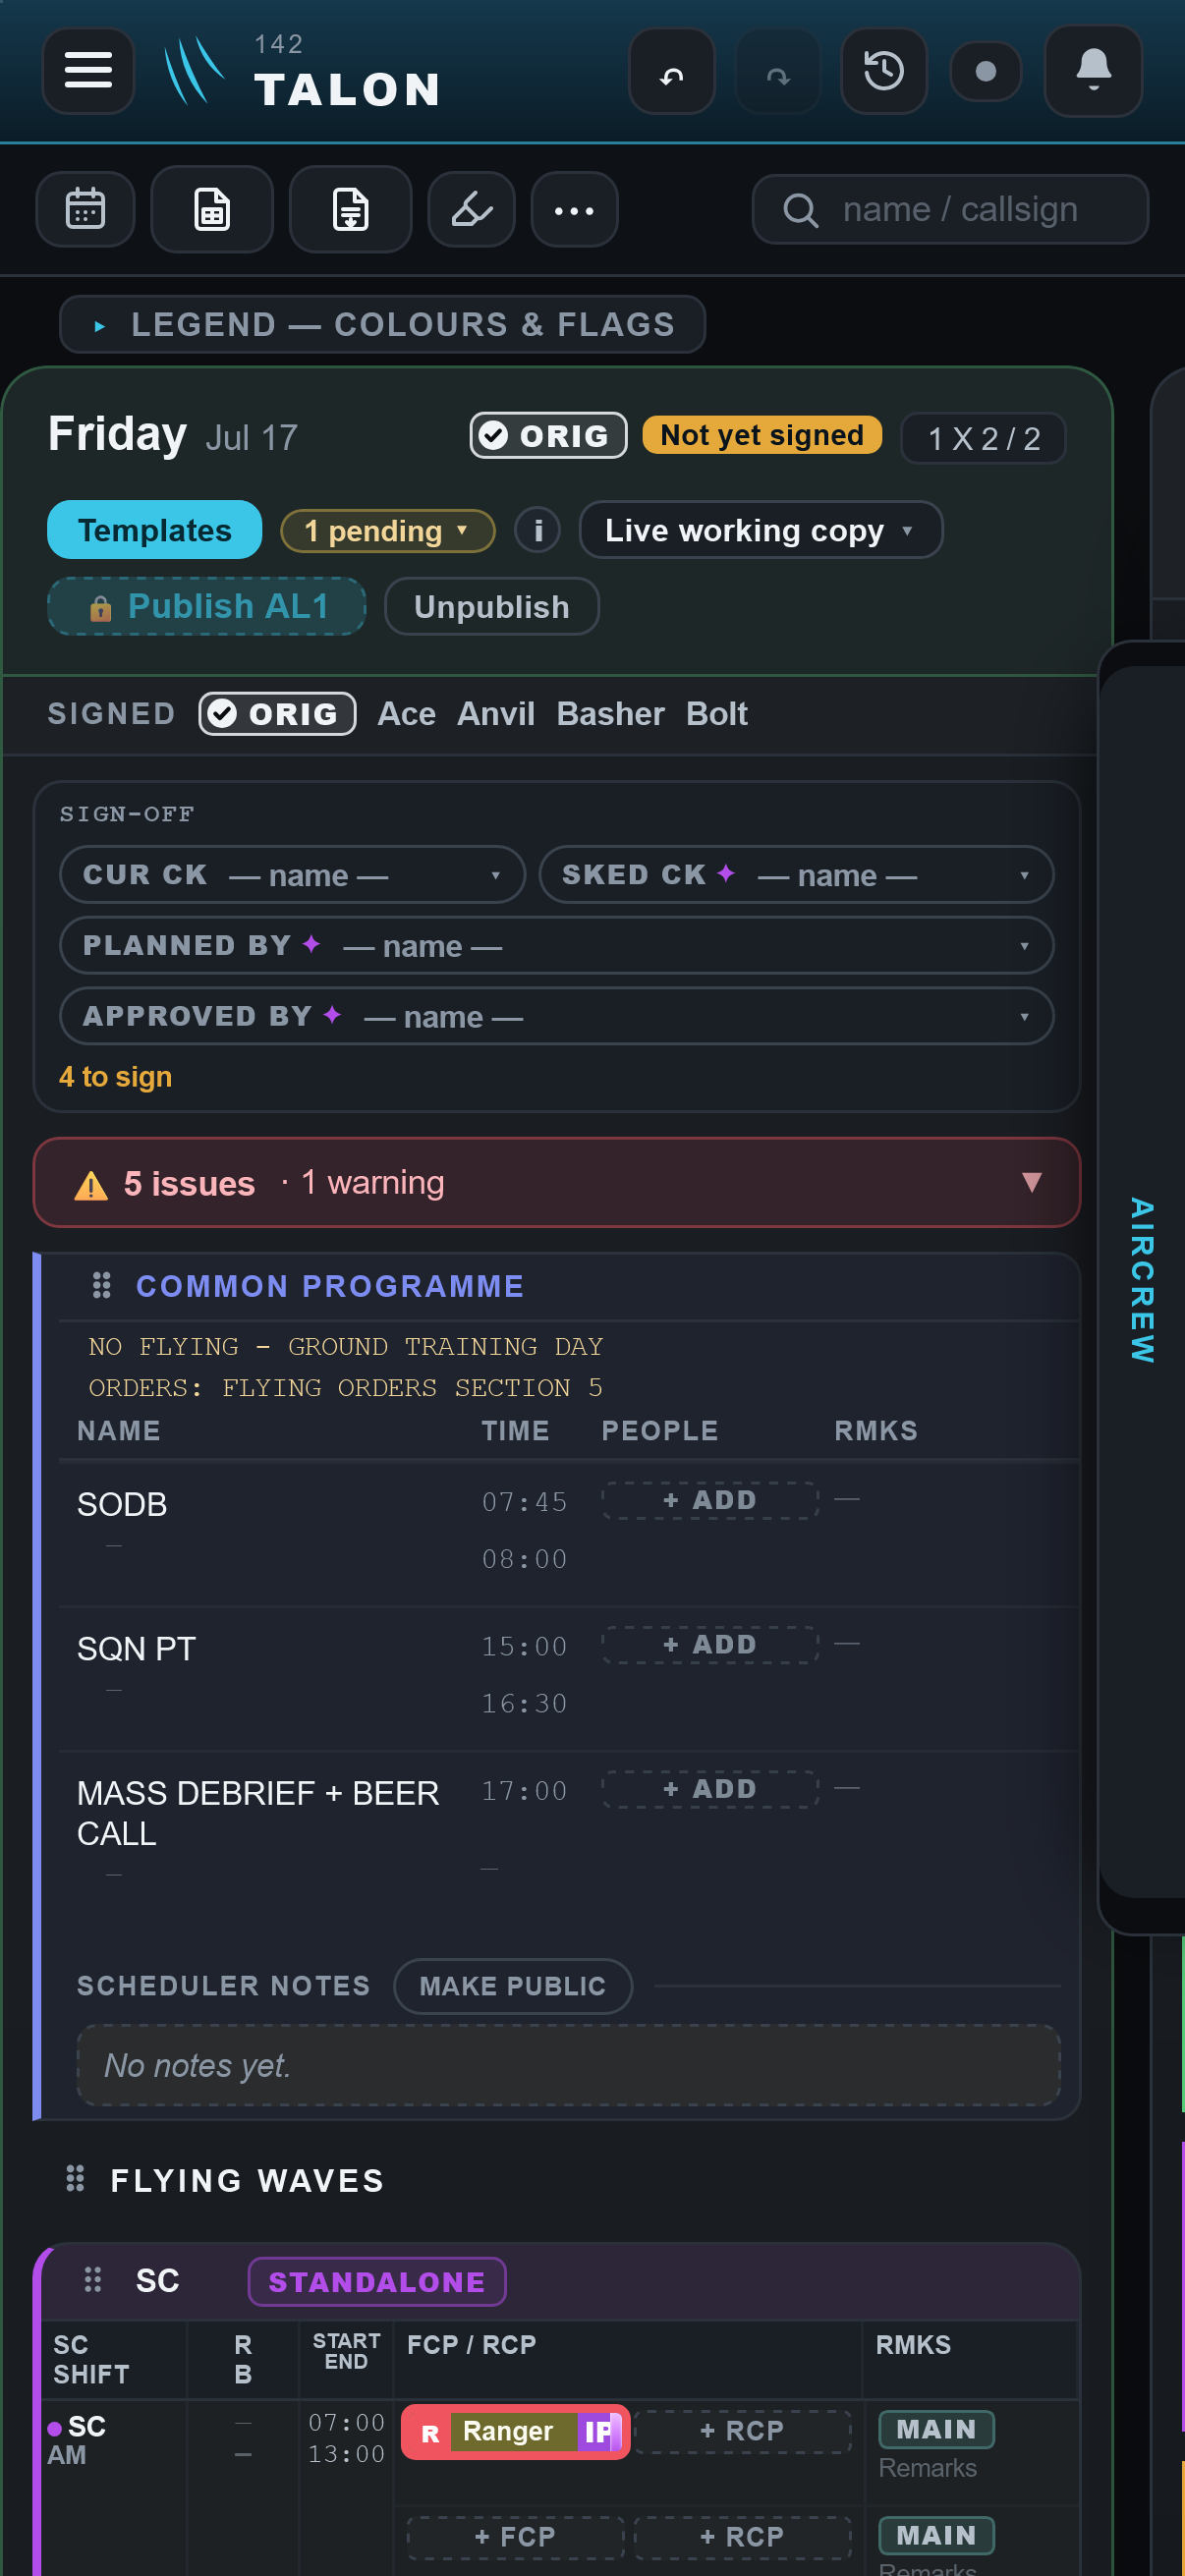 142
TALON
name / callsign
LEGEND — COLOURS & FLAGS
Friday Jul 17 ORIG Not yet signed 1 X 2 / 2
Templates 1 pending i Live working copy
Publish AL1 Unpublish
SIGNED ORIG Ace Anvil Basher Bolt
SIGN-OFF
CUR CK — name — SKED CK — name —
PLANNED BY — name —
APPROVED BY — name —
4 to sign
5 issues · 1 warning
AIRCREW
COMMON PROGRAMME
NO FLYING - GROUND TRAINING DAY
ORDERS: FLYING ORDERS SECTION 5
NAME TIME PEOPLE RMKS
SODB 07:45 + ADD —
— 08:00
SQN PT 15:00 + ADD —
— 16:30
MASS DEBRIEF + BEER 17:00 + ADD —
CALL
— —
SCHEDULER NOTES MAKE PUBLIC
No notes yet.
FLYING WAVES
SC STANDALONE
SC R START FCP / RCP RMKS
SHIFT B END
SC — 07:00 R Ranger IP + RCP MAIN
AM — 13:00 Remarks
+ FCP + RCP MAIN
Remarks